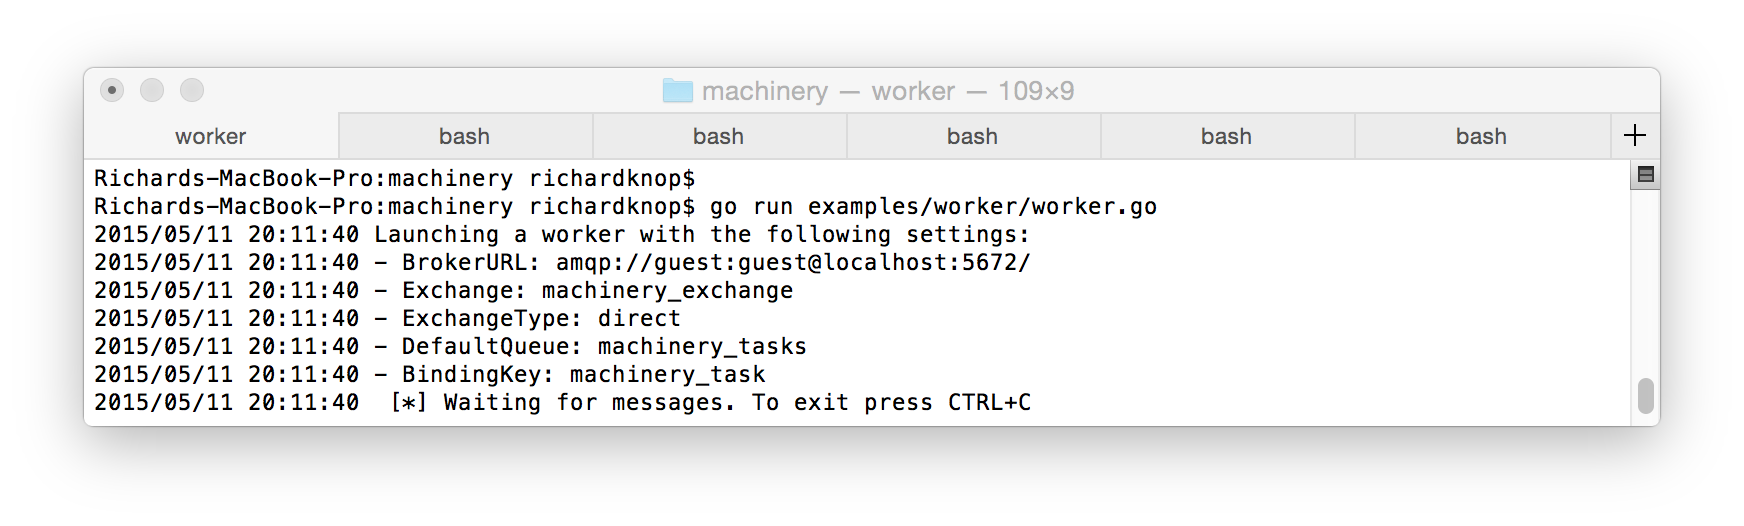 machinery — worker — 109×9
worker bash bash bash bash bash +
Richards-MacBook-Pro:machinery richardknop$
Richards-MacBook-Pro:machinery richardknop$ go run examples/worker/worker.go
2015/05/11 20:11:40 Launching a worker with the following settings:
2015/05/11 20:11:40 - BrokerURL: amqp://guest:guest@localhost:5672/
2015/05/11 20:11:40 - Exchange: machinery_exchange
2015/05/11 20:11:40 - ExchangeType: direct
2015/05/11 20:11:40 - DefaultQueue: machinery_tasks
2015/05/11 20:11:40 - BindingKey: machinery_task
2015/05/11 20:11:40  [*] Waiting for messages. To exit press CTRL+C